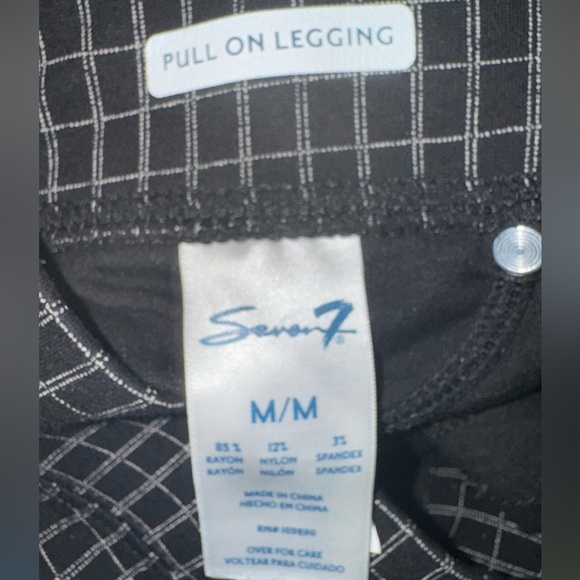 PULL ON LEGGING
Seven7®
M/M
85% 12% 3%
RAYON NYLON SPANDEX
RAYÓN NILÓN SPANDEX
MADE IN CHINA
HECHO EN CHINA
RN#
OVER FOR CARE
VOLTEAR PARA CUIDADO